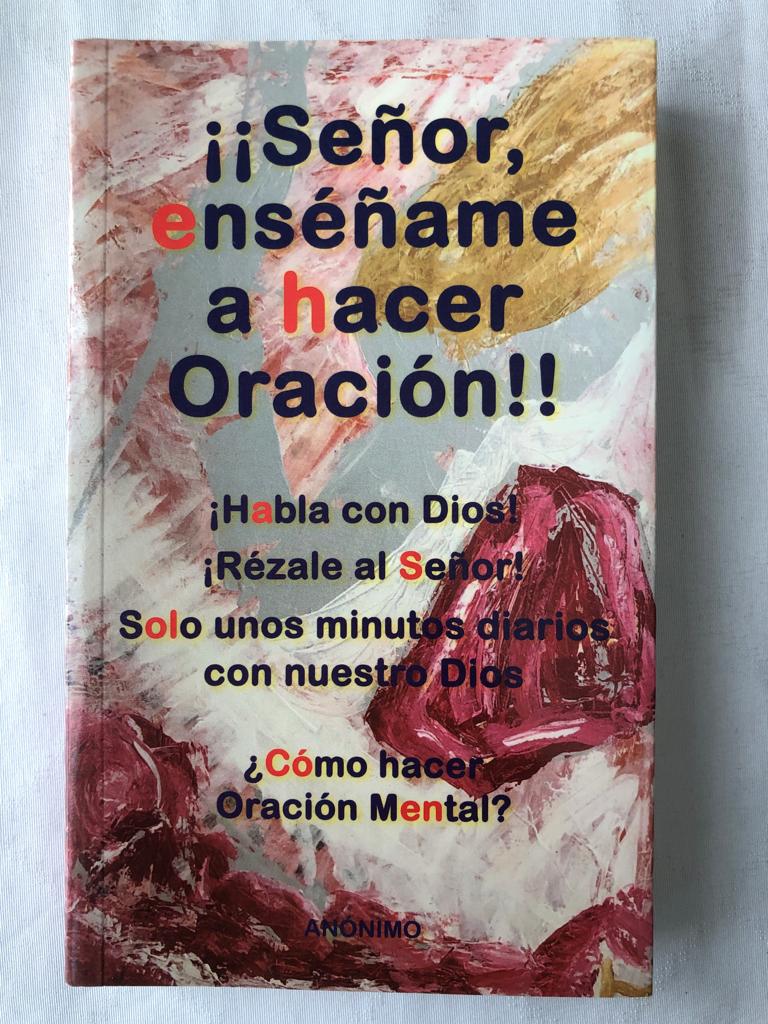 ¡¡Señor,
enséñame
a hacer
Oración!!
¡Habla con Dios!
¡Rézale al Señor!
Solo unos minutos diarios
con nuestro Dios
¿Cómo hacer
Oración Mental?
ANÓNIMO